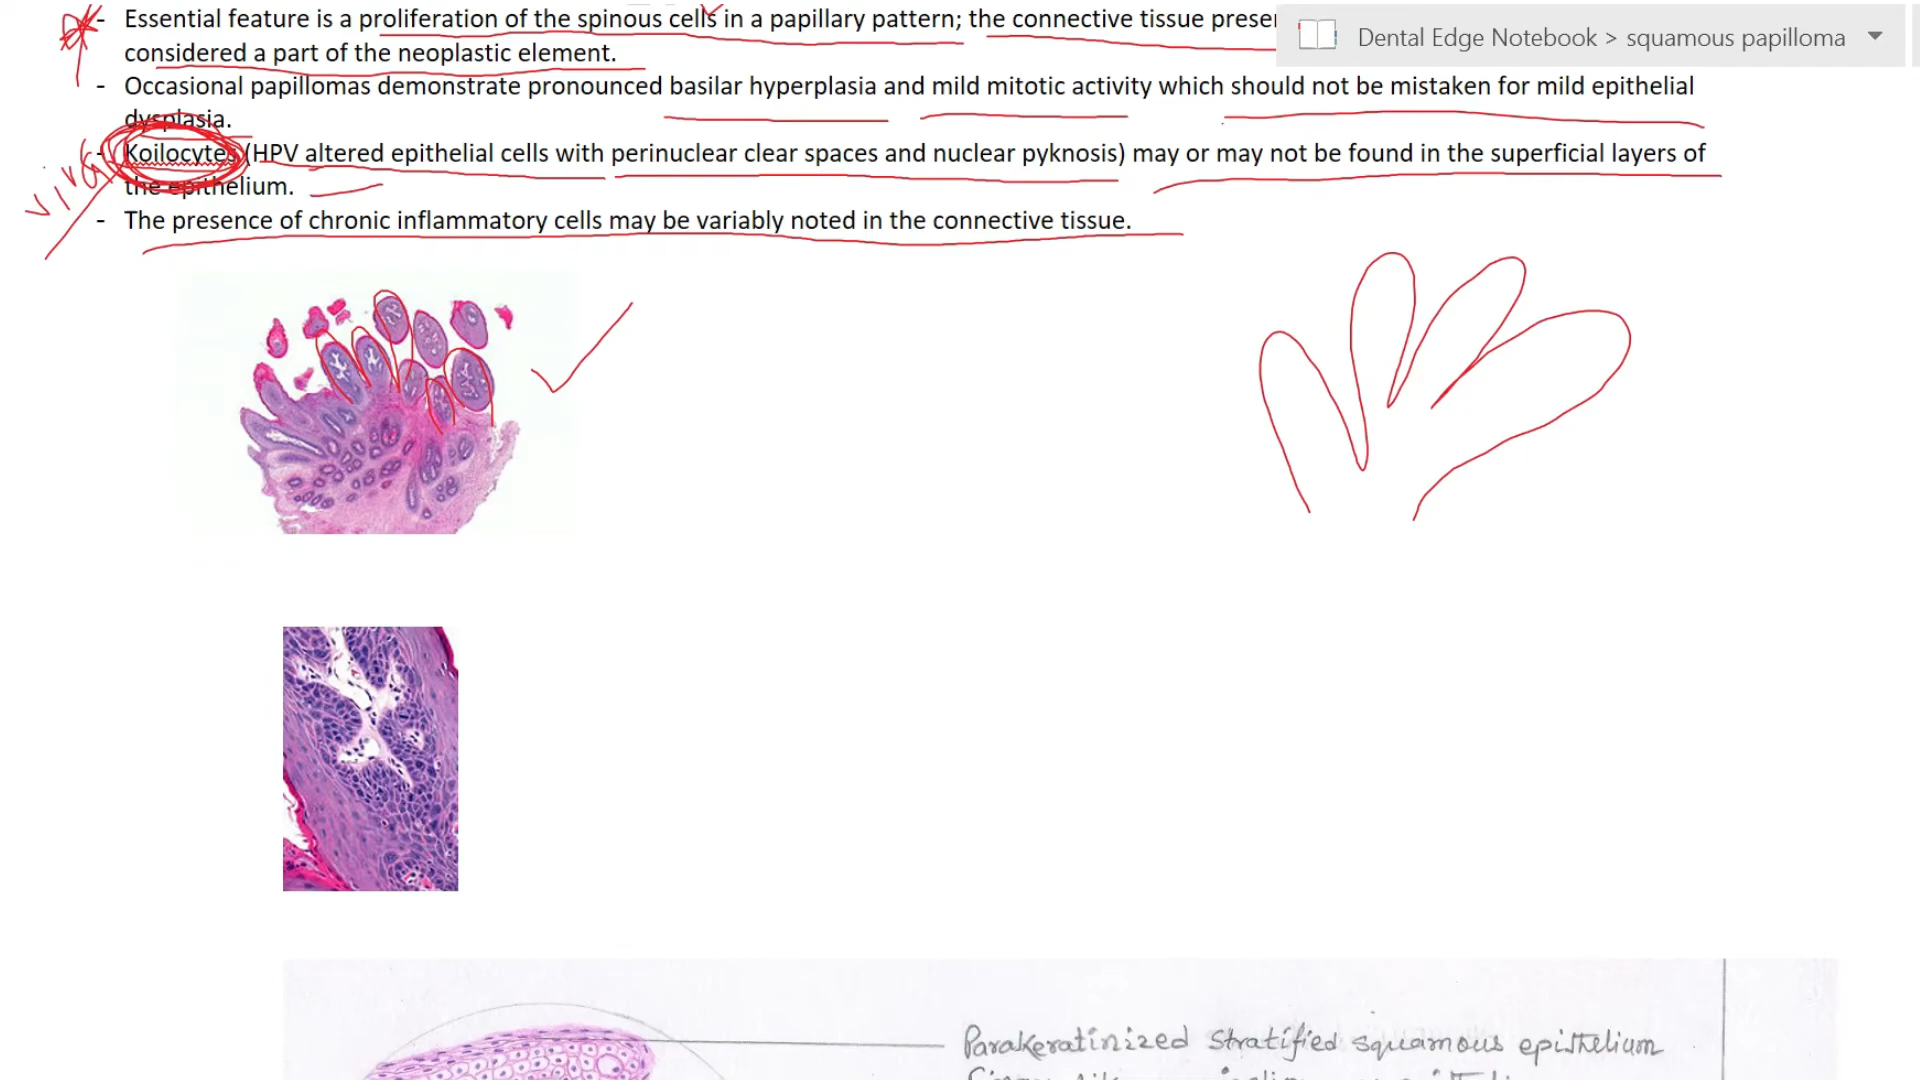 Essential feature is a proliferation of the spinous cells in a papillary pattern; the connective tissue
Dental Edge Notebook > squamous papilloma
considered a part of the neoplastic element.
- Occasional papillomas demonstrate pronounced basilar hyperplasia and mild mitotic activity which should not be mistaken for mild epithelial
dysplasia.
- Koilocytes (HPV altered epithelial cells with perinuclear clear spaces and nuclear pyknosis) may or may not be found in the superficial layers of
the epithelium.
- The presence of chronic inflammatory cells may be variably noted in the connective tissue.
Parakeratinized stratified squamous epithelium